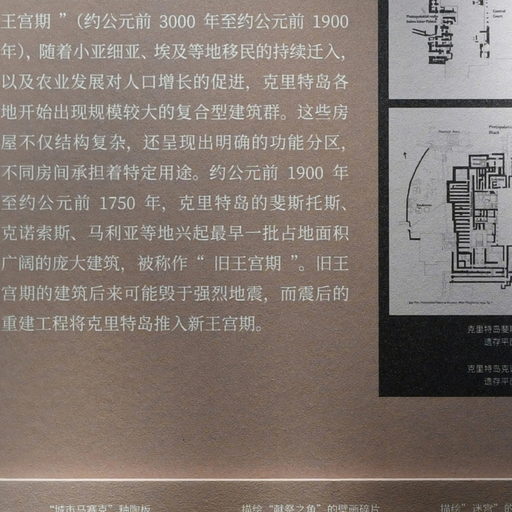 王宫期 ”（约公元前 3000 年至约公元前 1900
年），随着小亚细亚、埃及等地移民的持续迁入，
以及农业发展对人口增长的促进，克里特岛各
地开始出现规模较大的复合型建筑群。这些房
屋不仅结构复杂，还呈现出明确的功能分区，
不同房间承担着特定用途。约公元前 1900 年
至约公元前 1750 年，克里特岛的斐斯托斯、
克诺索斯、马利亚等地兴起最早一批占地面积
广阔的庞大建筑，被称作 “ 旧王宫期 ”。旧王
宫期的建筑后来可能毁于强烈地震，而震后的
重建工程将克里特岛推入新王宫期。
Central
Court
克里特岛斐斯
遗存平面
克里特岛克诺
遗存平面
“城市马赛克”釉陶板
描绘“献祭之角”的壁画碎片
描绘“迷宫”的